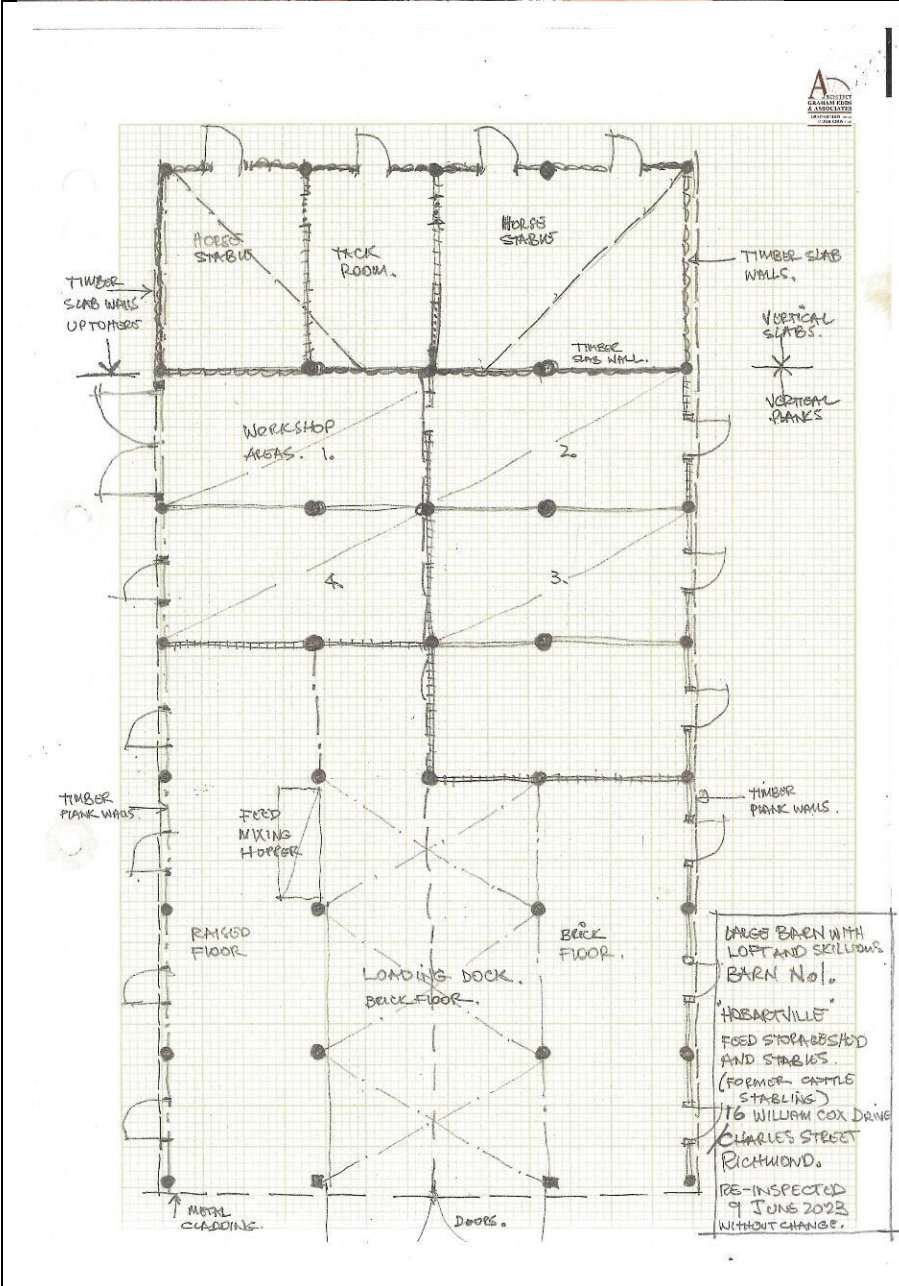 ARCHITECT
GRAHAM EDDS
& ASSOCIATES
HORSE
STABLE
TACK
ROOM.
HORSE
STABLE
TIMBER SLAB
WALLS.
TIMBER
SLAB WALLS
UP TO HERE
VERTICAL
SLABS.
TIMBER
SLAB WALL.
VERTICAL
PLANKS
WORKSHOP
AREAS. 1.
2.
4.
3.
TIMBER
PLANK WALLS.
FEED
MIXING
HOPPER
TIMBER
PLANK WALLS.
RAISED
FLOOR
BRICK
FLOOR.
LOADING DOCK.
BRICK FLOOR.
LARGE BARN WITH
LOFT AND SKILLIONS
BARN No 1.
"HOBARTVILLE"
FEED STORAGE SHED
AND STABLES.
(FORMER CATTLE
STABLING)
16 WILLIAM COX DRIVE
/CHARLES STREET
RICHMOND.
RE-INSPECTED
9 JUNE 2023
WITHOUT CHANGE.
METAL
CLADDING.
DOORS.